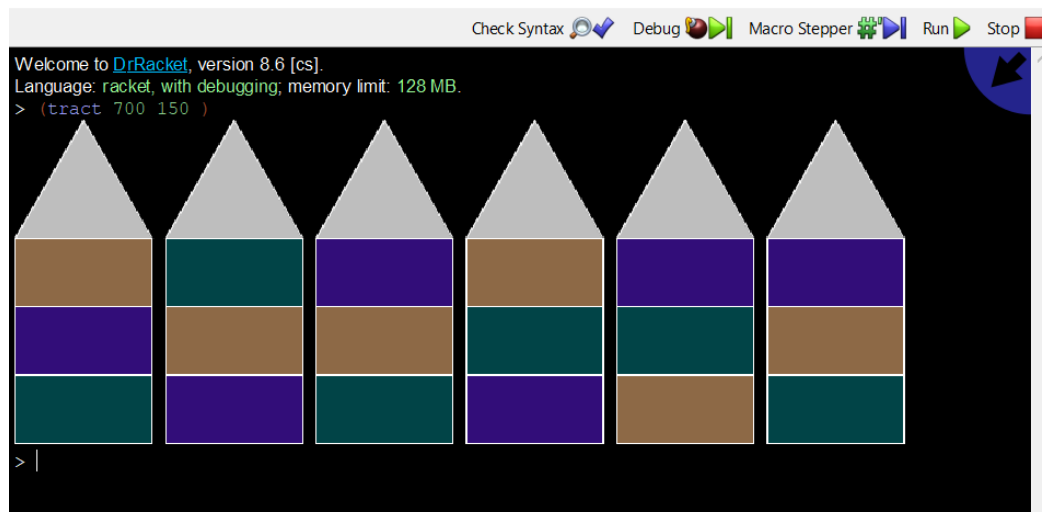 Check Syntax Debug Macro Stepper Run Stop
Welcome to DrRacket, version 8.6 [cs].
Language: racket, with debugging; memory limit: 128 MB.
> (tract 700 150 )
>